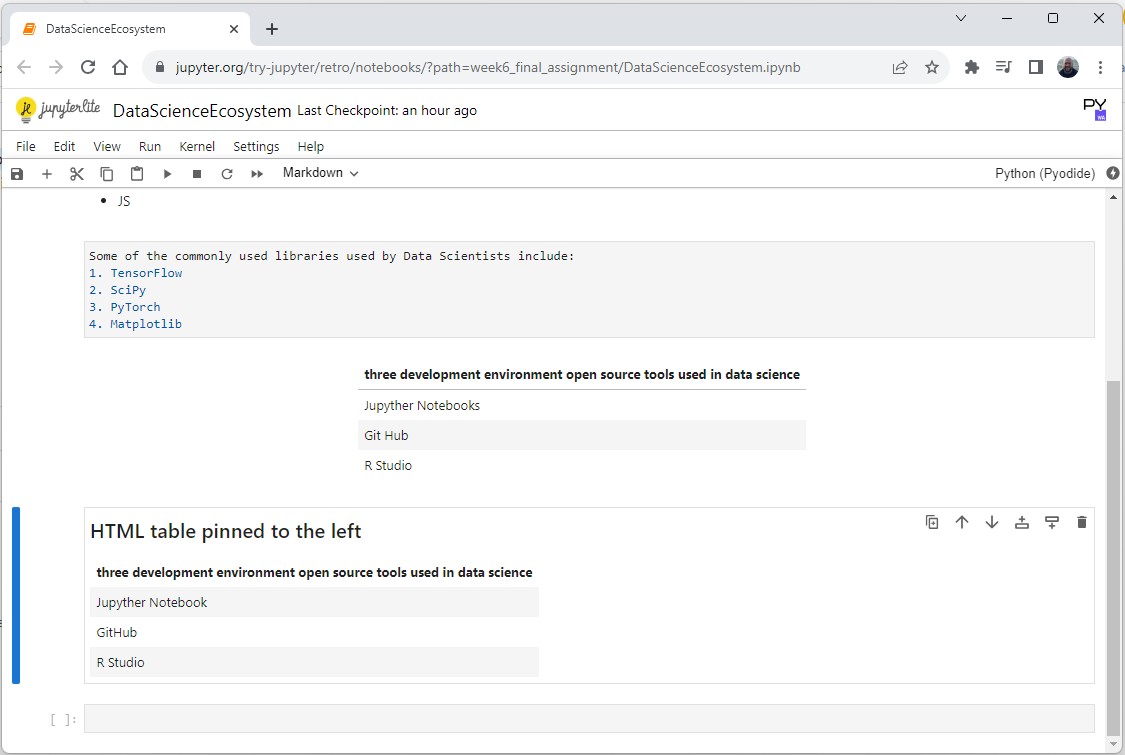 DataScienceEcosystem
jupyter.org/try-jupyter/retro/notebooks/?path=week6_final_assignment/DataScienceEcosystem.ipynb
jupyterlite DataScienceEcosystem Last Checkpoint: an hour ago PY WA
File Edit View Run Kernel Settings Help
Markdown Python (Pyodide)
• JS
Some of the commonly used libraries used by Data Scientists include:
1. TensorFlow
2. SciPy
3. PyTorch
4. Matplotlib
three development environment open source tools used in data science
Jupyther Notebooks
Git Hub
R Studio
HTML table pinned to the left
three development environment open source tools used in data science
Jupyther Notebook
GitHub
R Studio
[ ]: